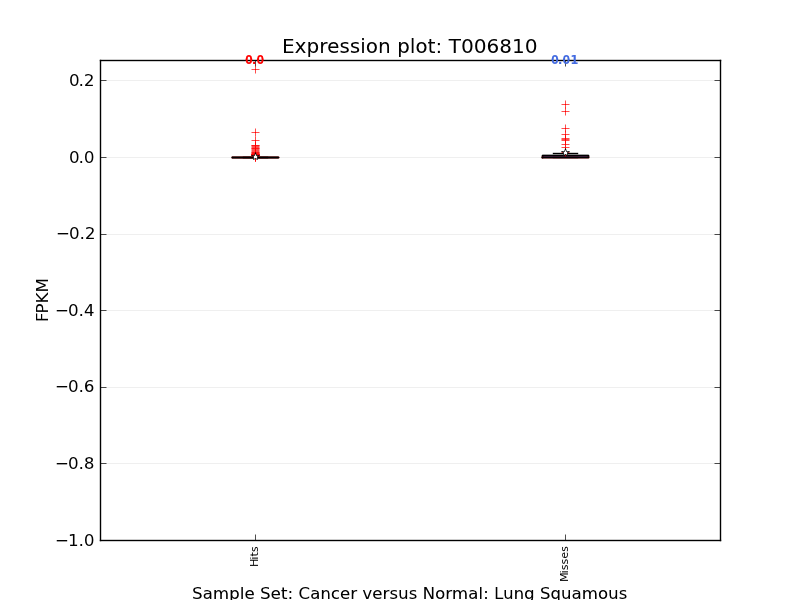 Expression plot: T006810
0.0 0.01
0.2
0.0
−0.2
−0.4
−0.6
−0.8
−1.0
FPKM
Hits Misses
Sample Set: Cancer versus Normal: Lung Squamous